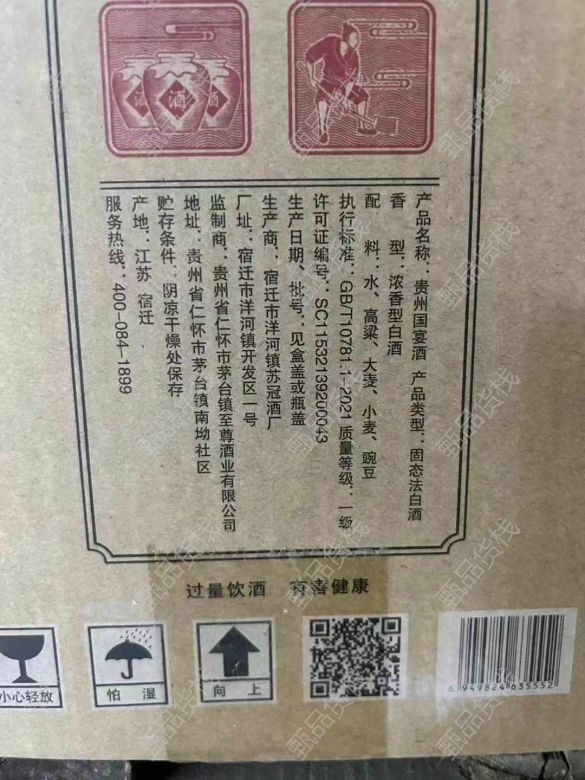 酒
酒
酒
产品名称：贵州国宴酒 产品类型：固态法白酒
香 型：浓香型白酒
配 料：水、高粱、大麦、小麦、豌豆
执行标准：GB/T10781.1-2021 质量等级：一级
许可证编号：SC11532139200043
生产日期、批号：见盒盖或瓶盖
生产商：宿迁市洋河镇苏冠酒厂
厂址：宿迁市洋河镇开发区一号
监制商：贵州省仁怀市茅台镇至尊酒业有限公司
地址：贵州省仁怀市茅台镇南坳社区
贮存条件：阴凉干燥处保存
产地：江苏 宿迁
服务热线：400-084-1899
过量饮酒 有害健康
小心轻放
怕 湿
向 上
6 949824 635552
甄品货栈